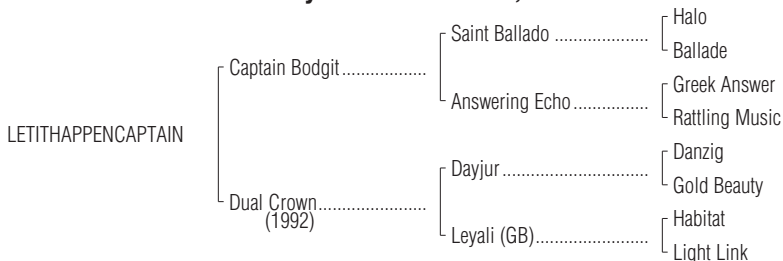 Halo
Saint Ballado ....................
Ballade
Captain Bodgit..................
Greek Answer
Answering Echo................
Rattling Music
LETITHAPPENCAPTAIN
Danzig
Dayjur ...............................
Gold Beauty
Dual Crown.......................
(1992)
Habitat
Leyali (GB)........................
Light Link